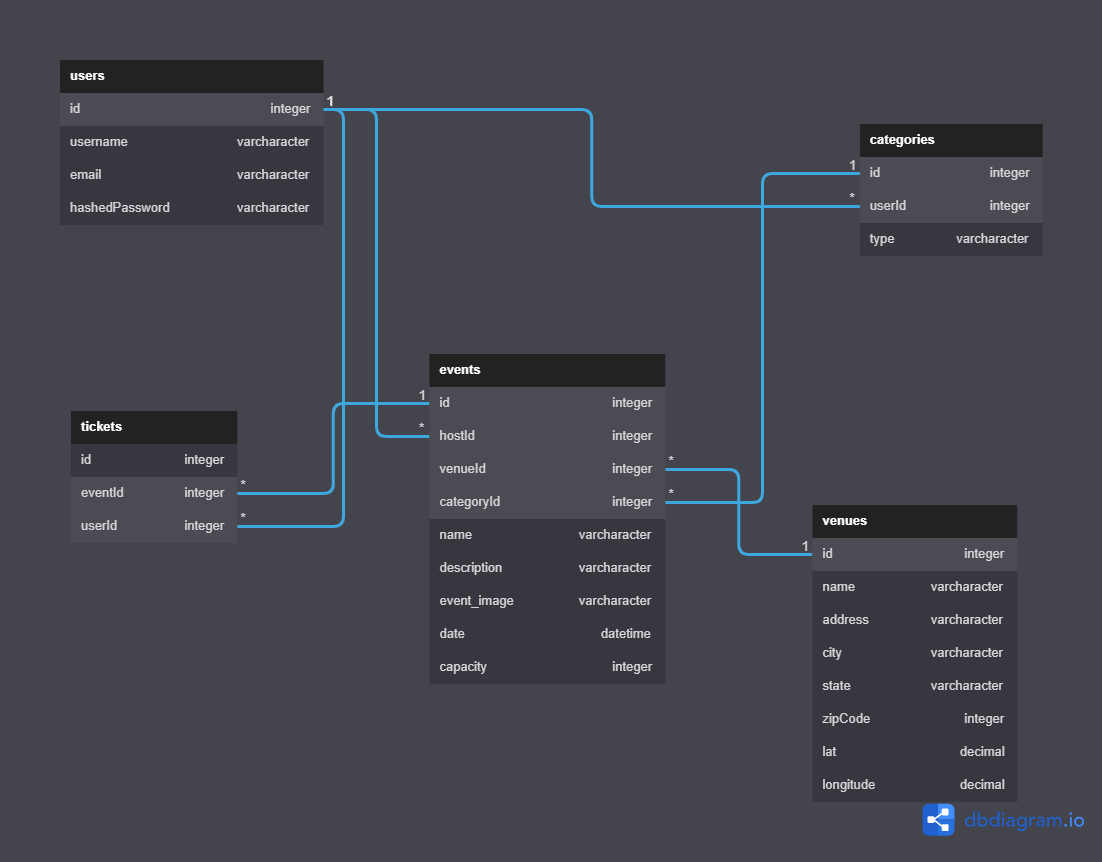 users
1
id integer
username varcharacter
email varcharacter
hashedPassword varcharacter
categories
1
id integer
*
userId integer
type varcharacter
events
1
id integer
*
hostId integer
*
venueId integer
*
categoryId integer
name varcharacter
description varcharacter
event_image varcharacter
date datetime
capacity integer
tickets
id integer
*
eventId integer
*
userId integer
venues
1
id integer
name varcharacter
address varcharacter
city varcharacter
state varcharacter
zipCode integer
lat decimal
longitude decimal
dbdiagram.io